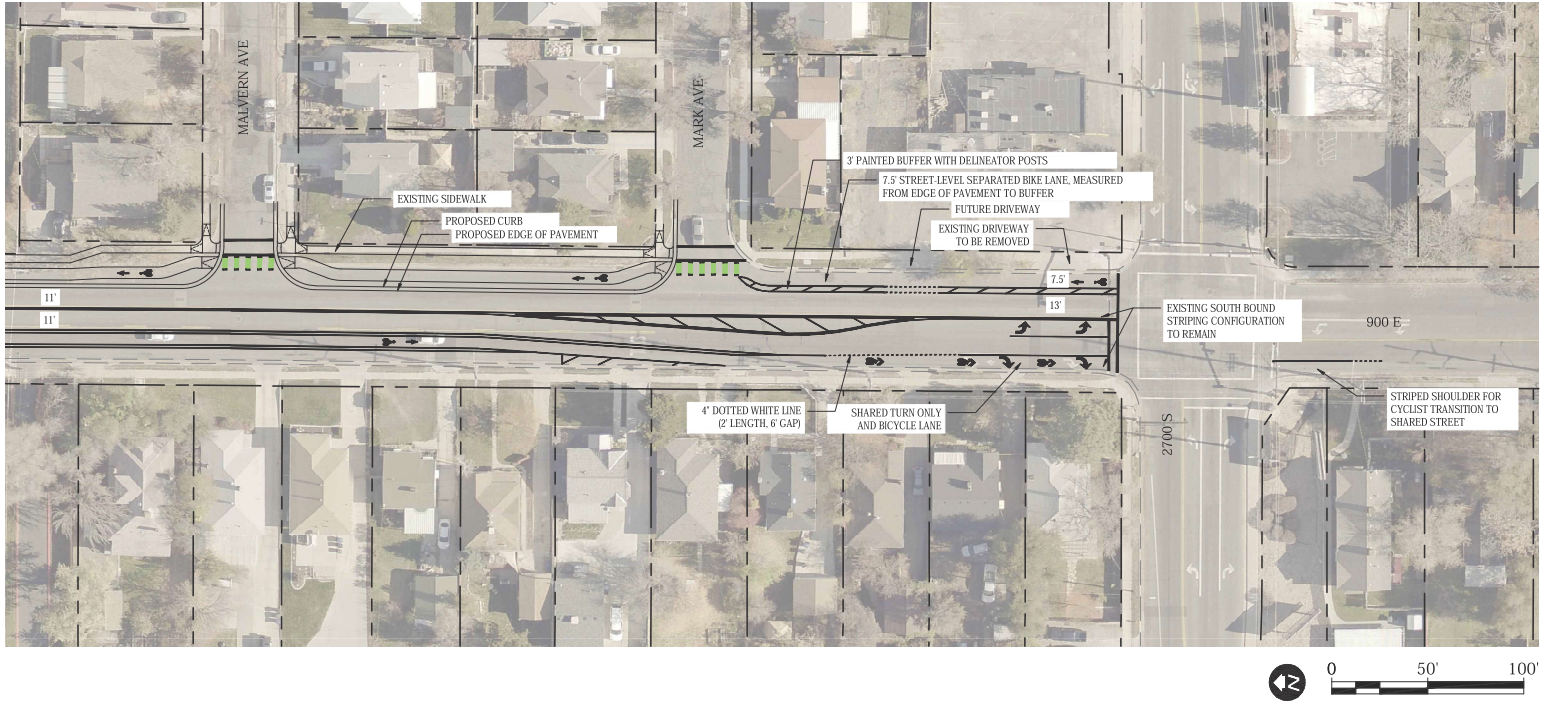 MALVERN AVE
MARK AVE
3' PAINTED BUFFER WITH DELINEATOR POSTS
7.5' STREET-LEVEL SEPARATED BIKE LANE, MEASURED
FROM EDGE OF PAVEMENT TO BUFFER
EXISTING SIDEWALK
FUTURE DRIVEWAY
PROPOSED CURB
PROPOSED EDGE OF PAVEMENT
EXISTING DRIVEWAY
TO BE REMOVED
7.5'
11'
13'
11'
EXISTING SOUTH BOUND
STRIPING CONFIGURATION
TO REMAIN
900 E
4" DOTTED WHITE LINE
(2' LENGTH, 6' GAP)
SHARED TURN ONLY
AND BICYCLE LANE
2700 S
STRIPED SHOULDER FOR
CYCLIST TRANSITION TO
SHARED STREET
N
0 50' 100'